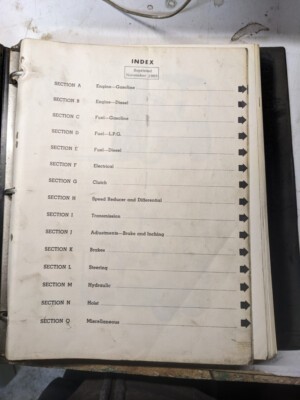 INDEX
Reprinted
SECTION A Engine—Gasoline
SECTION B Engine—Diesel
SECTION C Fuel—Gasoline
SECTION D Fuel—L.P.G.
SECTION E Fuel—Diesel
SECTION F Electrical
SECTION G Clutch
SECTION H Speed Reducer and Differential
SECTION I Transmission
SECTION J Adjustments—Brake and Inching
SECTION K Brakes
SECTION L Steering
SECTION M Hydraulic
SECTION N Hoist
SECTION O Miscellaneous